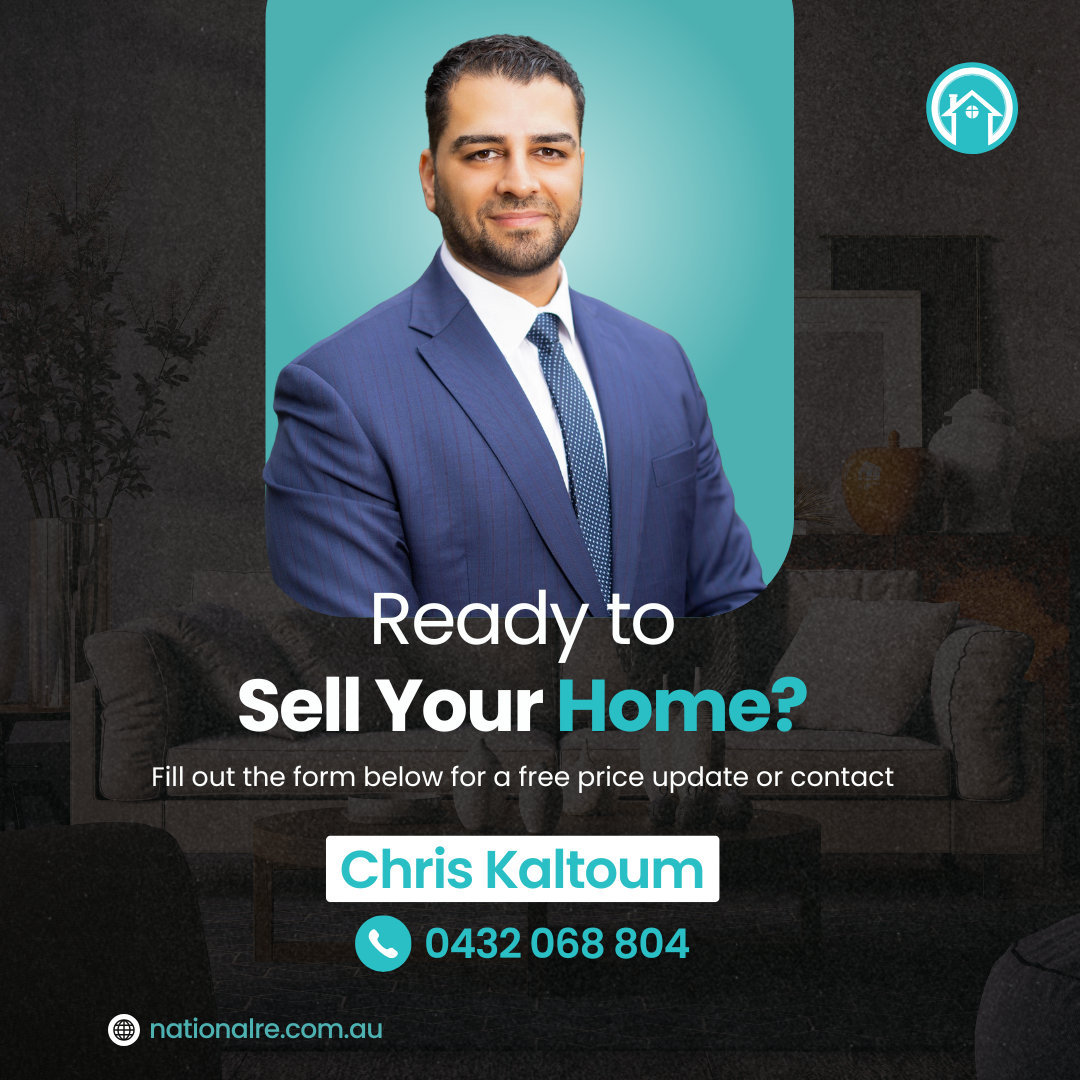 Ready to
Sell Your Home?
Fill out the form below for a free price update or contact
Chris Kaltoum
0432 068 804
nationalre.com.au